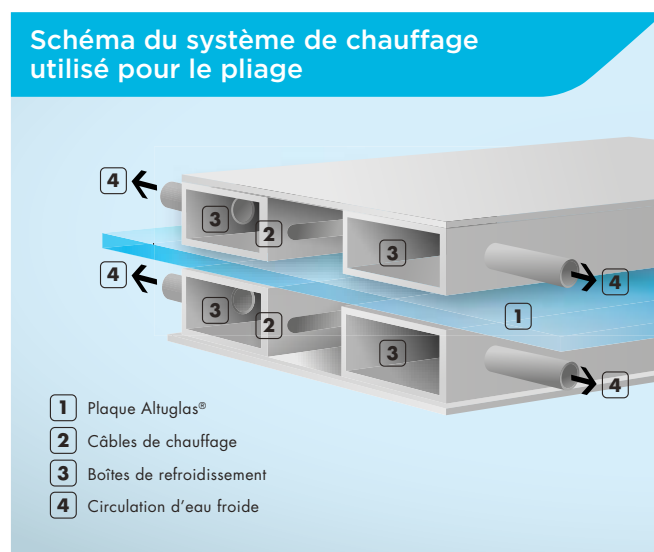 Schéma du système de chauffage
utilisé pour le pliage
4
3
2
3
4
4
3
2
1
3
4
1 Plaque Altuglas®
2 Câbles de chauffage
3 Boîtes de refroidissement
4 Circulation d'eau froide